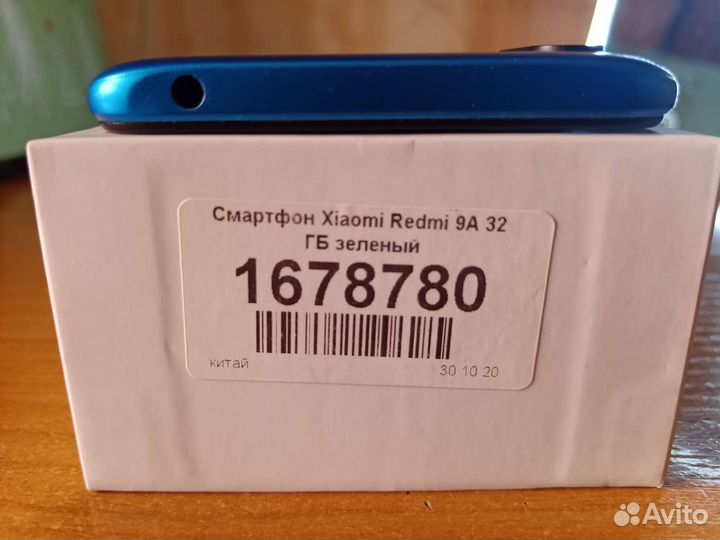 Смартфон Xiaomi Redmi 9A 32
ГБ зеленый
1678780
китай
30 10 20
Avito